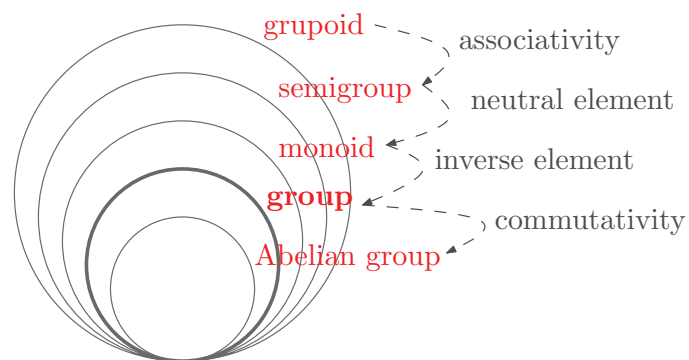 grupoid
associativity
semigroup
neutral element
monoid
inverse element
group
commutativity
Abelian group